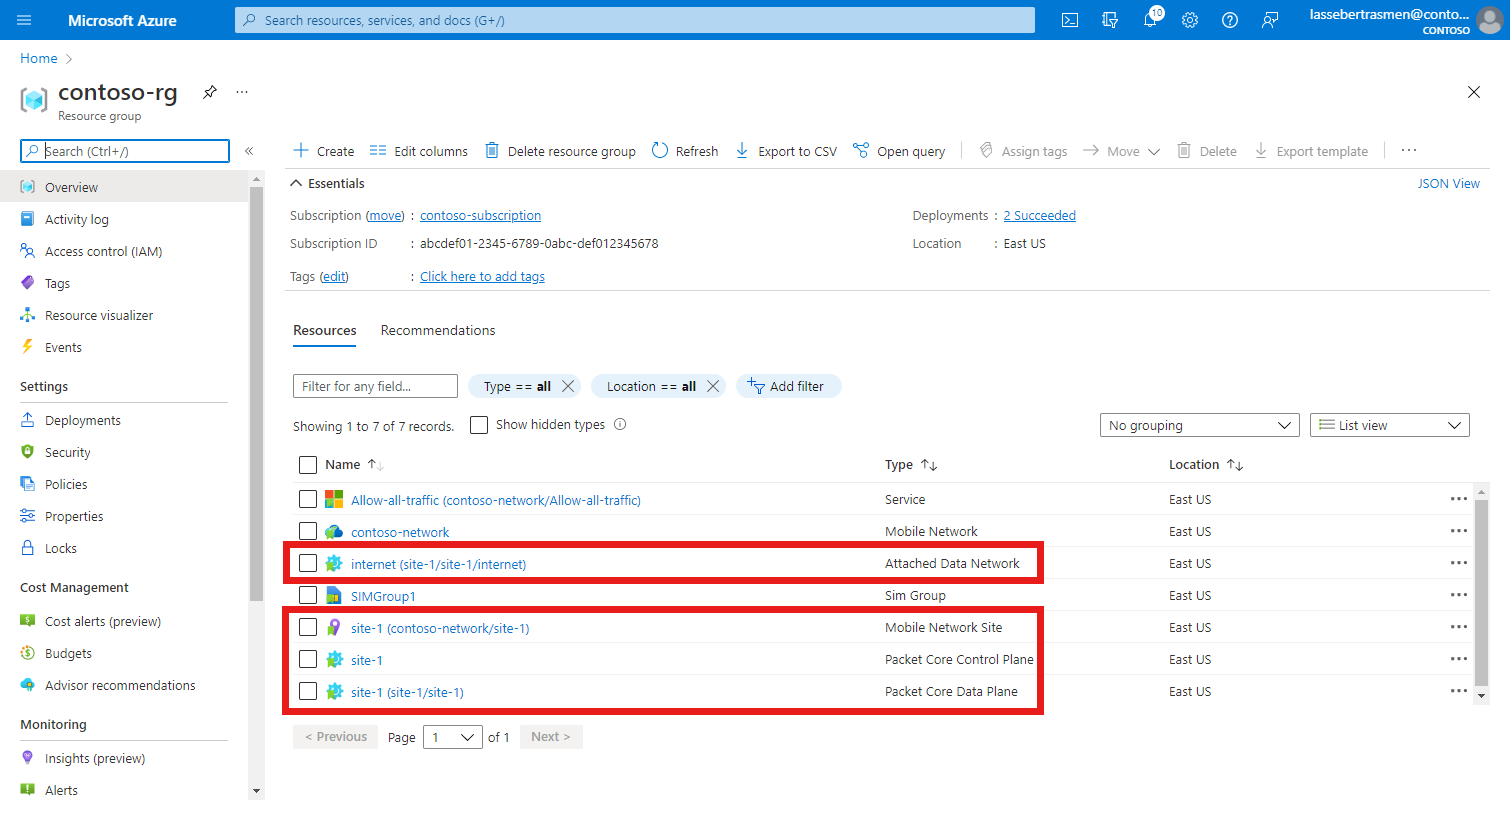 Microsoft Azure
Search resources, services, and docs (G+/)
10
lassebertrasmen@conto...
CONTOSO
Home >
contoso-rg
...
Resource group
Search (Ctrl+/)
«
Overview
Activity log
Access control (IAM)
Tags
Resource visualizer
Events
Settings
Deployments
Security
Policies
Properties
Locks
Cost Management
Cost alerts (preview)
Budgets
Advisor recommendations
Monitoring
Insights (preview)
Alerts
Create Edit columns Delete resource group Refresh Export to CSV Open query Assign tags Move Delete Export template ...
Essentials
JSON View
Subscription (move) : contoso-subscription
Deployments : 2 Succeeded
Subscription ID : abcdef01-2345-6789-0abc-def012345678
Location : East US
Tags (edit) : Click here to add tags
Resources Recommendations
Filter for any field... Type == all Location == all Add filter
Showing 1 to 7 of 7 records. Show hidden types
No grouping List view
Name ↑↓ Type ↑↓ Location ↑↓
Allow-all-traffic (contoso-network/Allow-all-traffic) Service East US ...
contoso-network Mobile Network East US ...
internet (site-1/site-1/internet) Attached Data Network East US ...
SIMGroup1 Sim Group East US ...
site-1 (contoso-network/site-1) Mobile Network Site East US ...
site-1 Packet Core Control Plane East US ...
site-1 (site-1/site-1) Packet Core Data Plane East US ...
< Previous Page 1 of 1 Next >